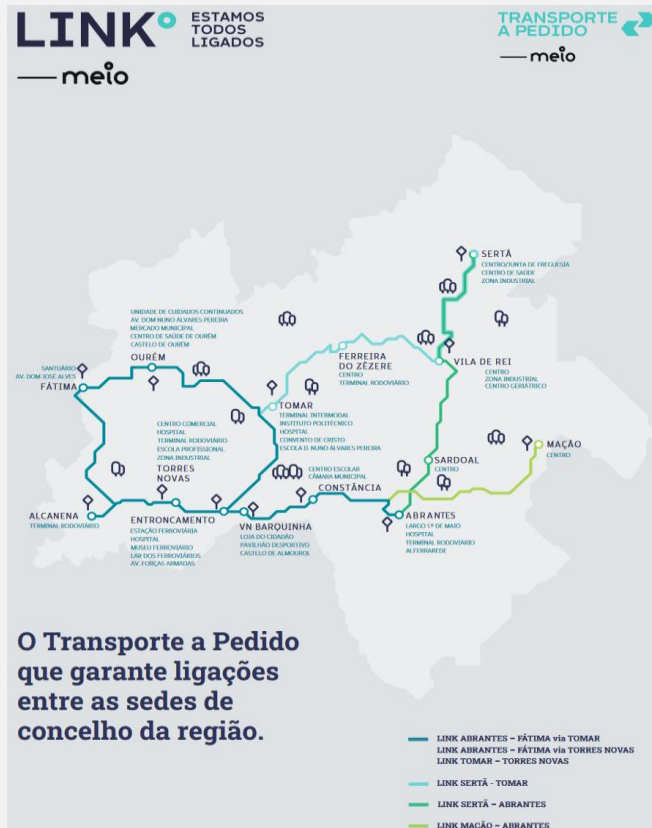 LINK
ESTAMOS
TODOS
LIGADOS
meio
TRANSPORTE
A PEDIDO
meio
SERTÃ
CENTRO/JUNTA DE FREGUESIA
CENTRO DE SAÚDE
ZONA INDUSTRIAL
UNIDADE DE CUIDADOS CONTINUADOS
AV. DOM NUNO ÁLVARES PEREIRA
MERCADO MUNICIPAL
CENTRO DE SAÚDE DE OURÉM
CASTELO DE OURÉM
OURÉM
SANTUÁRIO
AV. DOM JOSÉ ALVES
FÁTIMA
FERREIRA
DO ZÊZERE
CENTRO
TERMINAL RODOVIÁRIO
VILA DE REI
CENTRO
ZONA INDUSTRIAL
CENTRO GERIÁTRICO
TOMAR
TERMINAL INTERMODAL
INSTITUTO POLITÉCNICO
HOSPITAL
CONVENTO DE CRISTO
ESCOLA D. NUNO ÁLVARES PEREIRA
CENTRO COMERCIAL
HOSPITAL
TERMINAL RODOVIÁRIO
ESCOLA PROFISSIONAL
ZONA INDUSTRIAL
TORRES
NOVAS
MAÇÃO
CENTRO
SARDOAL
CENTRO
CENTRO ESCOLAR
CÂMARA MUNICIPAL
CONSTÂNCIA
ALCANENA
TERMINAL RODOVIÁRIO
ENTRONCAMENTO
ESTAÇÃO FERROVIÁRIA
HOSPITAL
MUSEU FERROVIÁRIO
LAR DOS FERROVIÁRIOS
AV. FORÇAS ARMADAS
VN BARQUINHA
LOJA DO CIDADÃO
PAVILHÃO DESPORTIVO
CASTELO DE ALMOUROL
ABRANTES
LARGO 1º DE MAIO
HOSPITAL
TERMINAL RODOVIÁRIO
ALFERRAREDE
O Transporte a Pedido
que garante ligações
entre as sedes de
concelho da região.
LINK ABRANTES – FÁTIMA via TOMAR
LINK ABRANTES – FÁTIMA via TORRES NOVAS
LINK TOMAR – TORRES NOVAS
LINK SERTÃ - TOMAR
LINK SERTÃ – ABRANTES
LINK MAÇÃO – ABRANTES